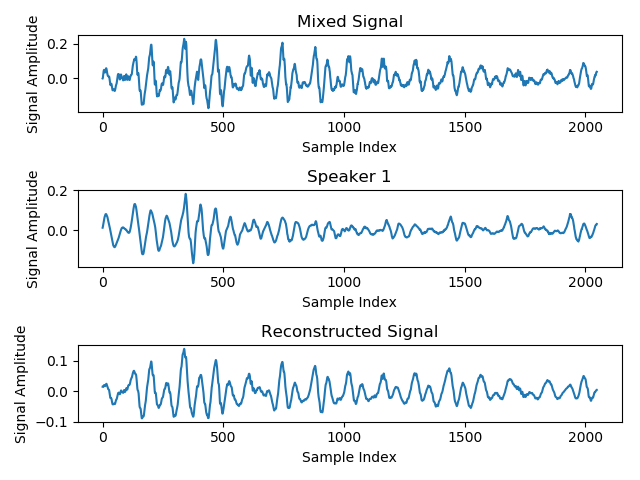 Mixed Signal
Signal Amplitude
0.2
0.0
0 500 1000 1500 2000
Sample Index
Speaker 1
Signal Amplitude
0.2
0.0
0 500 1000 1500 2000
Sample Index
Reconstructed Signal
Signal Amplitude
0.1
0.0
−0.1
0 500 1000 1500 2000
Sample Index